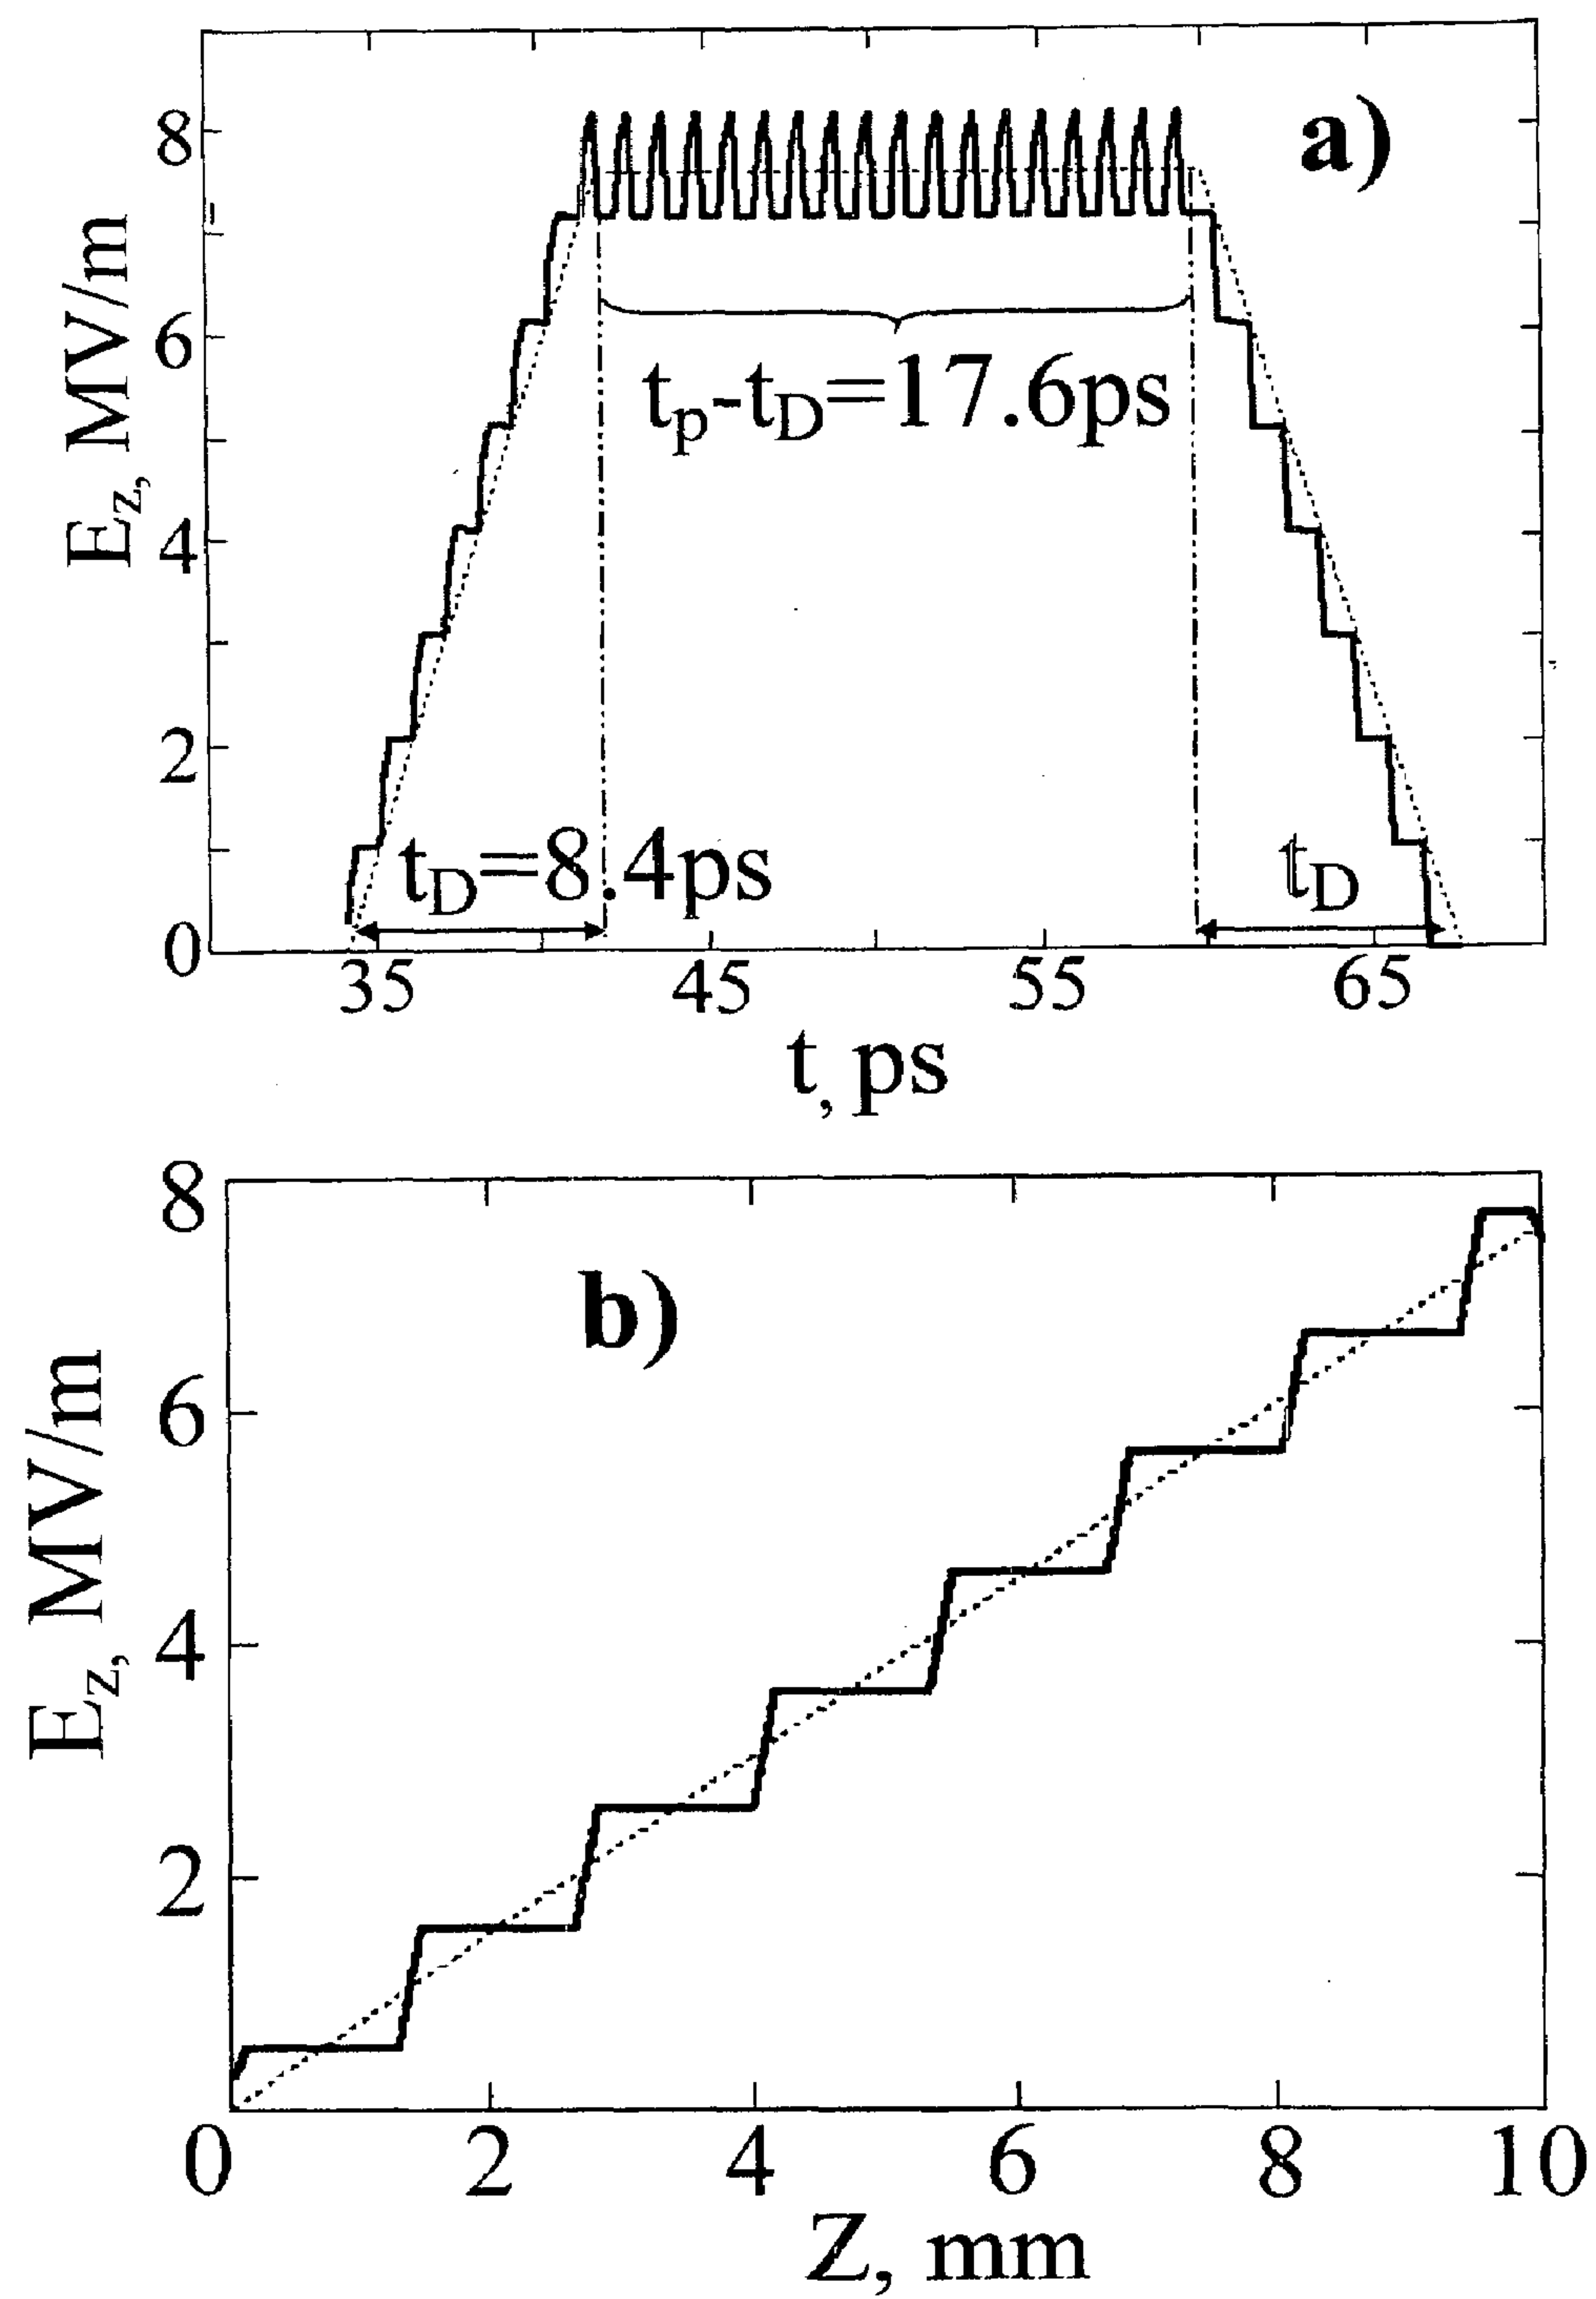 a)
8
6
4
2
0
E_z, MV/m
t_p-t_D=17.6ps
t_D=8.4ps
t_D
35 45 55 65
t, ps
b)
8
6
4
2
E_z, MV/m
0 2 4 6 8 10
Z, mm